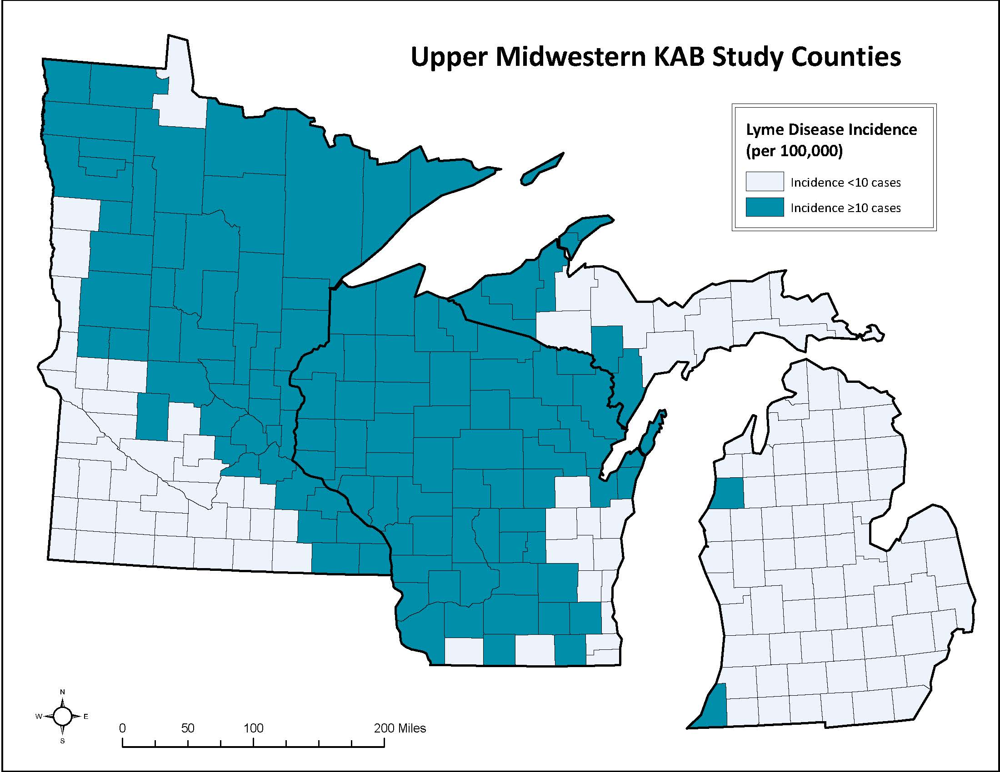 Upper Midwestern KAB Study Counties
Lyme Disease Incidence
(per 100,000)
Incidence <10 cases
Incidence ≥10 cases
N
W E
S
0 50 100 200 Miles